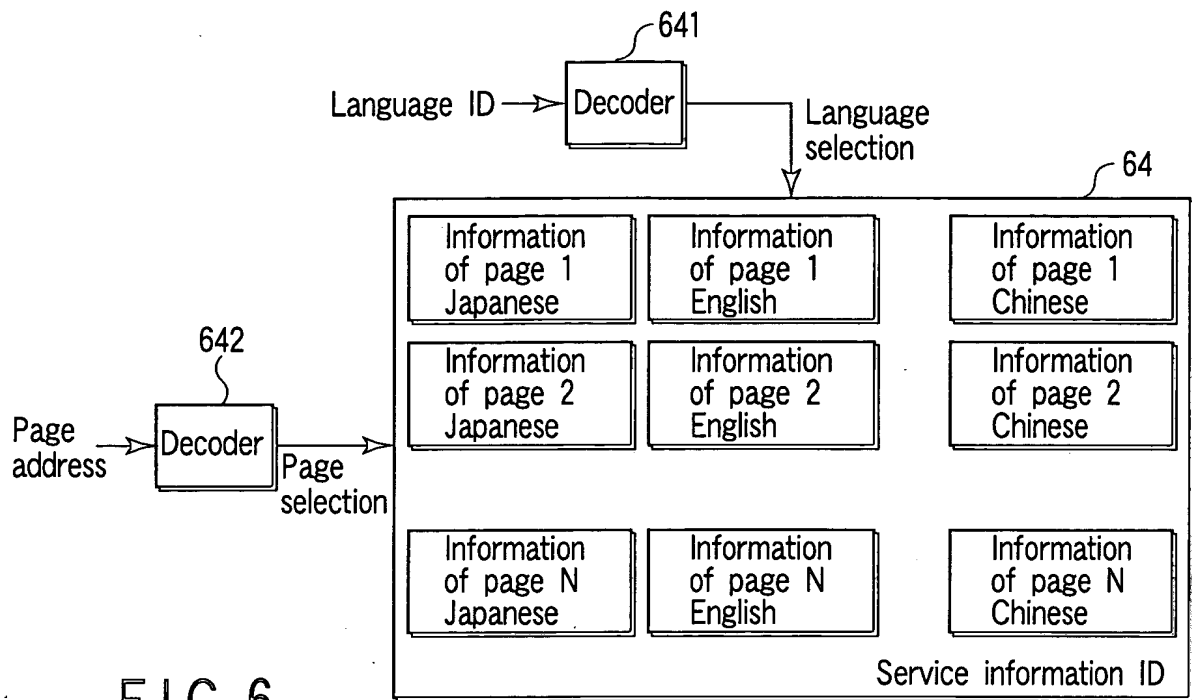 641
Language ID
Decoder
Language
selection
64
Information
of page 1
Japanese
Information
of page 1
English
Information
of page 1
Chinese
642
Page
address
Decoder
Page
selection
Information
of page 2
Japanese
Information
of page 2
English
Information
of page 2
Chinese
Information
of page N
Japanese
Information
of page N
English
Information
of page N
Chinese
Service information ID
FIG. 6